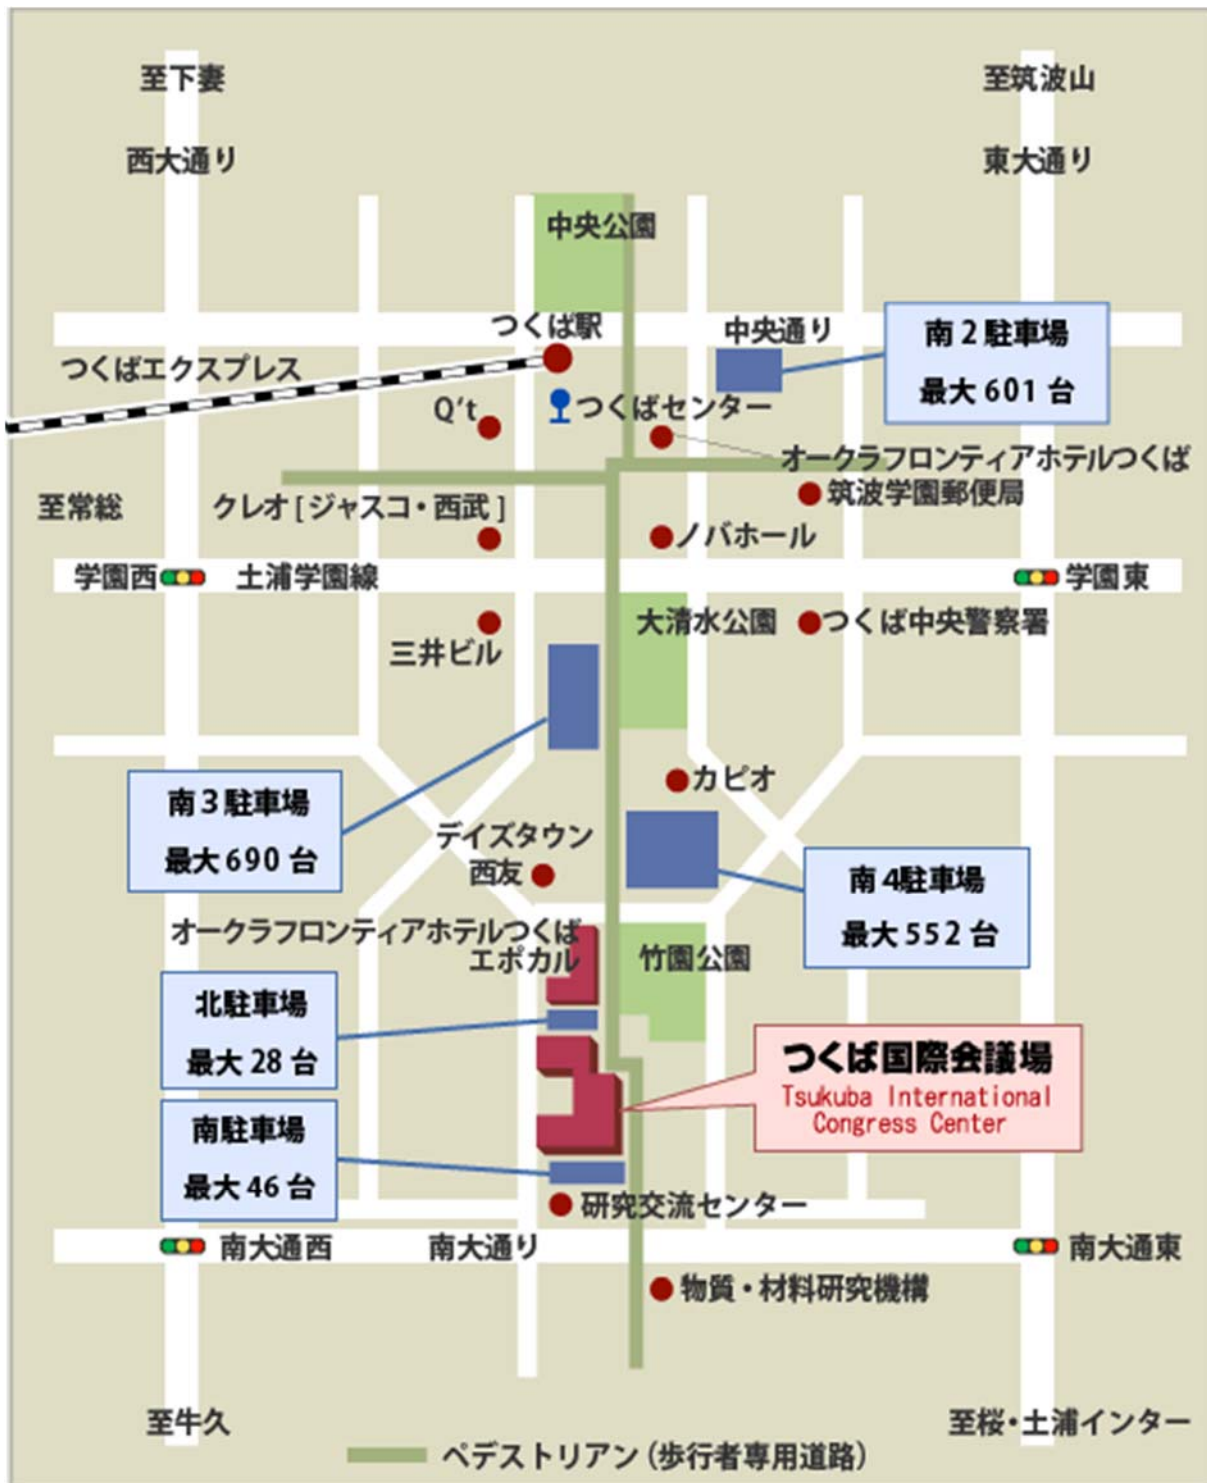 至下妻
至筑波山
西大通り
東大通り
中央公園
つくば駅
中央通り
南2駐車場
最大601台
つくばエクスプレス
Q't
つくばセンター
オークラフロンティアホテルつくば
筑波学園郵便局
至常総
クレオ[ジャスコ・西武]
ノバホール
学園西
土浦学園線
学園東
大清水公園
つくば中央警察署
三井ビル
カピオ
南3駐車場
最大690台
デイズタウン
西友
南4駐車場
最大552台
オークラフロンティアホテルつくば
エポカル
竹園公園
北駐車場
最大28台
つくば国際会議場
Tsukuba International
Congress Center
南駐車場
最大46台
研究交流センター
南大通西
南大通り
南大通東
物質・材料研究機構
至牛久
至桜・土浦インター
ペデストリアン(歩行者専用道路)